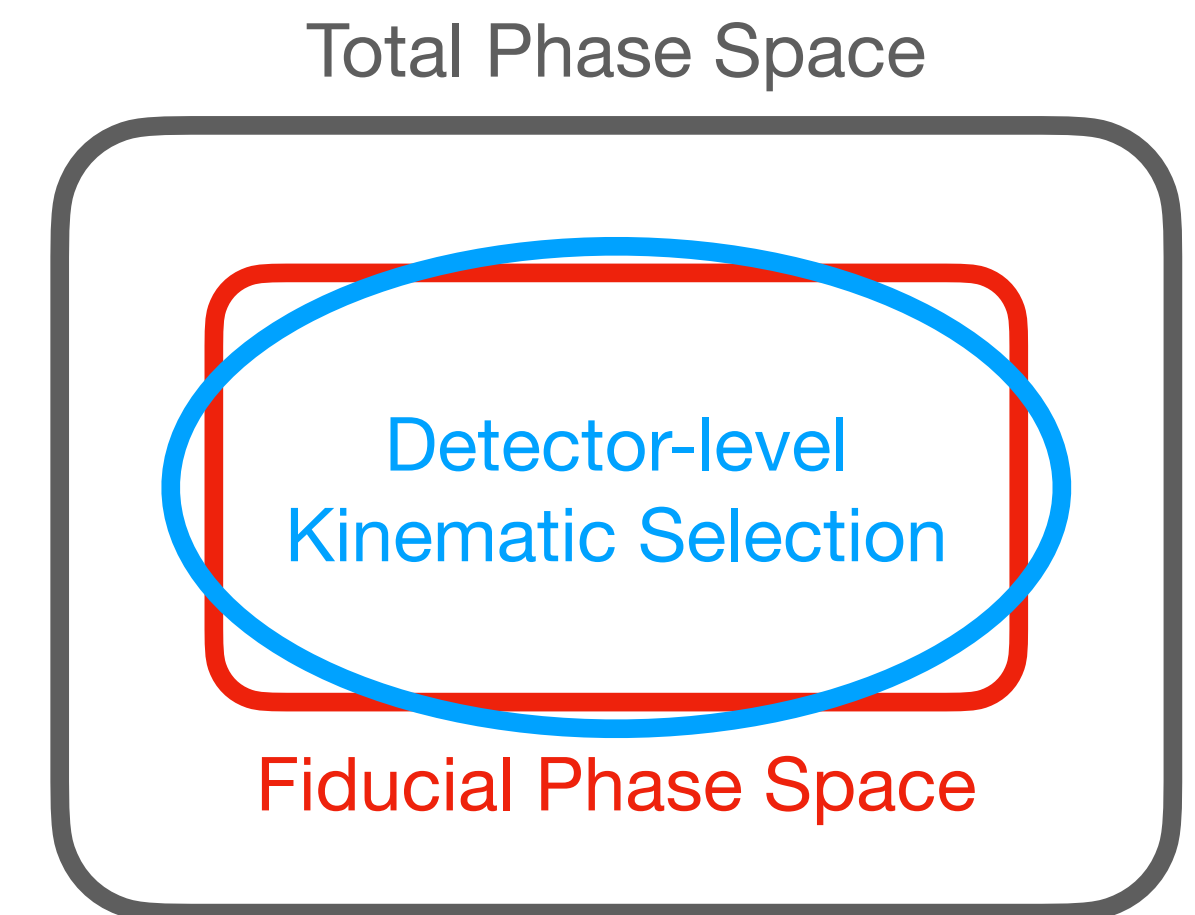 Total Phase Space
Detector-level
Kinematic Selection
Fiducial Phase Space